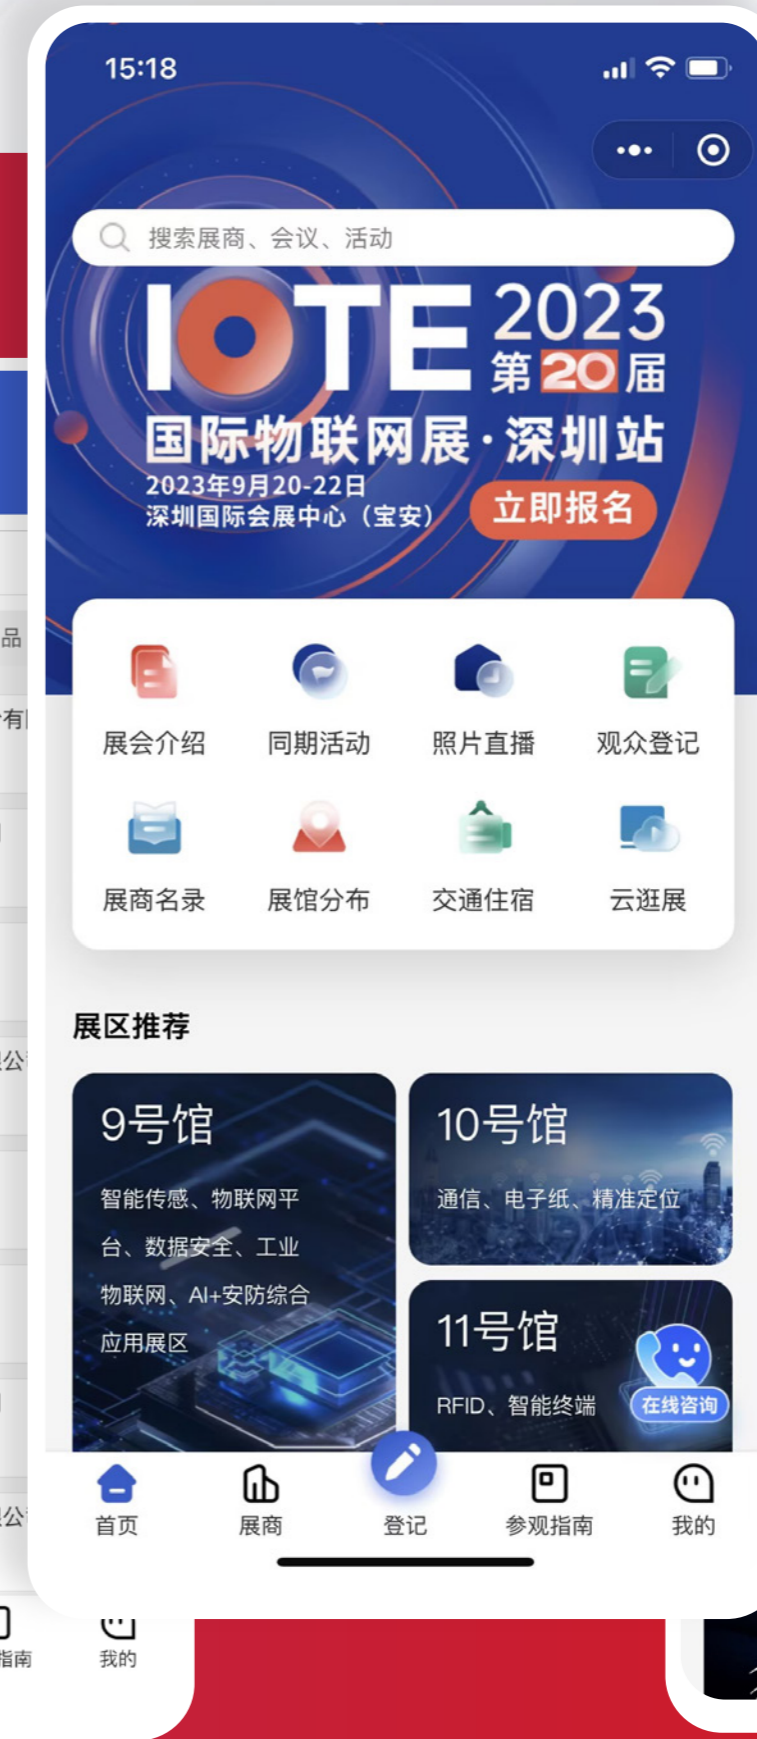 15:18
搜索展商、会议、活动
IOTE 2023
第20届
国际物联网展·深圳站
2023年9月20-22日
深圳国际会展中心（宝安）
立即报名
展会介绍
同期活动
照片直播
观众登记
展商名录
展馆分布
交通住宿
云逛展
展区推荐
9号馆
智能传感、物联网平
台、数据安全、工业
物联网、AI+安防综合
应用展区
10号馆
通信、电子纸、精准定位
11号馆
RFID、智能终端
在线咨询
首页
展商
登记
参观指南
我的
品
有
公
公
指南
我的